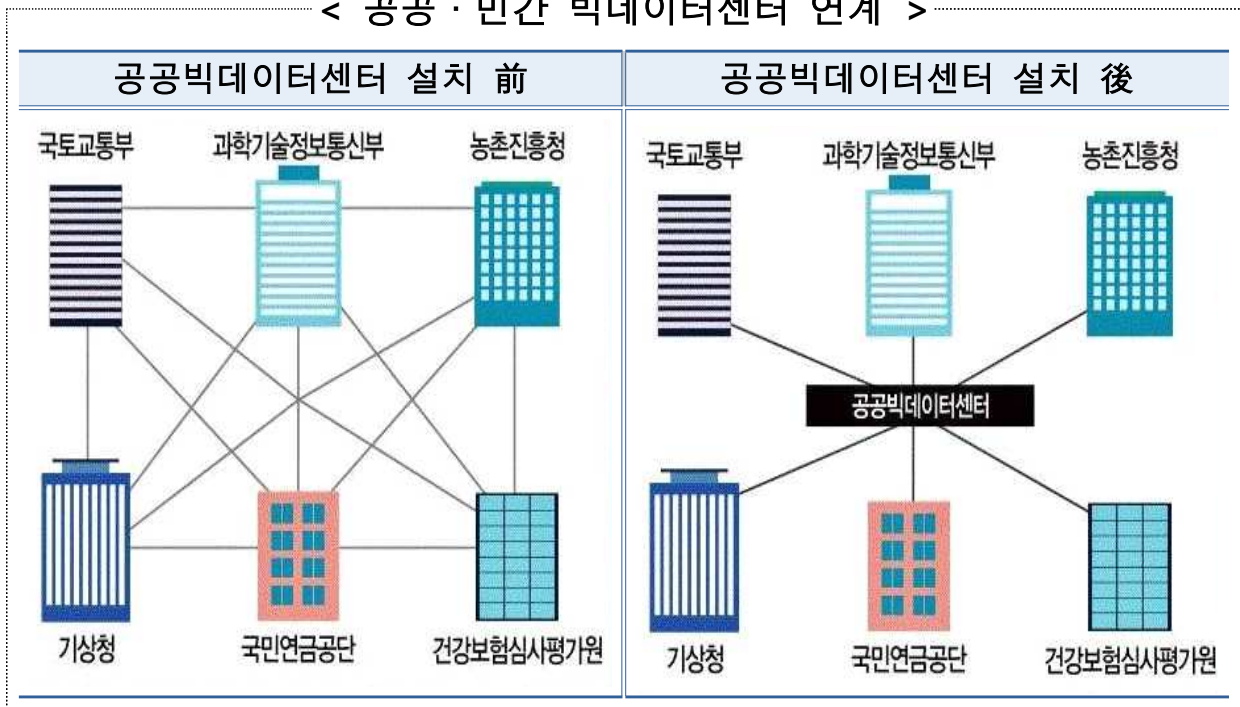 < 공공 · 민간 빅데이터센터 연계 >
공공빅데이터센터 설치 前
공공빅데이터센터 설치 後
국토교통부 과학기술정보통신부 농촌진흥청
기상청 국민연금공단 건강보험심사평가원
국토교통부 과학기술정보통신부 농촌진흥청
공공빅데이터센터
기상청 국민연금공단 건강보험심사평가원